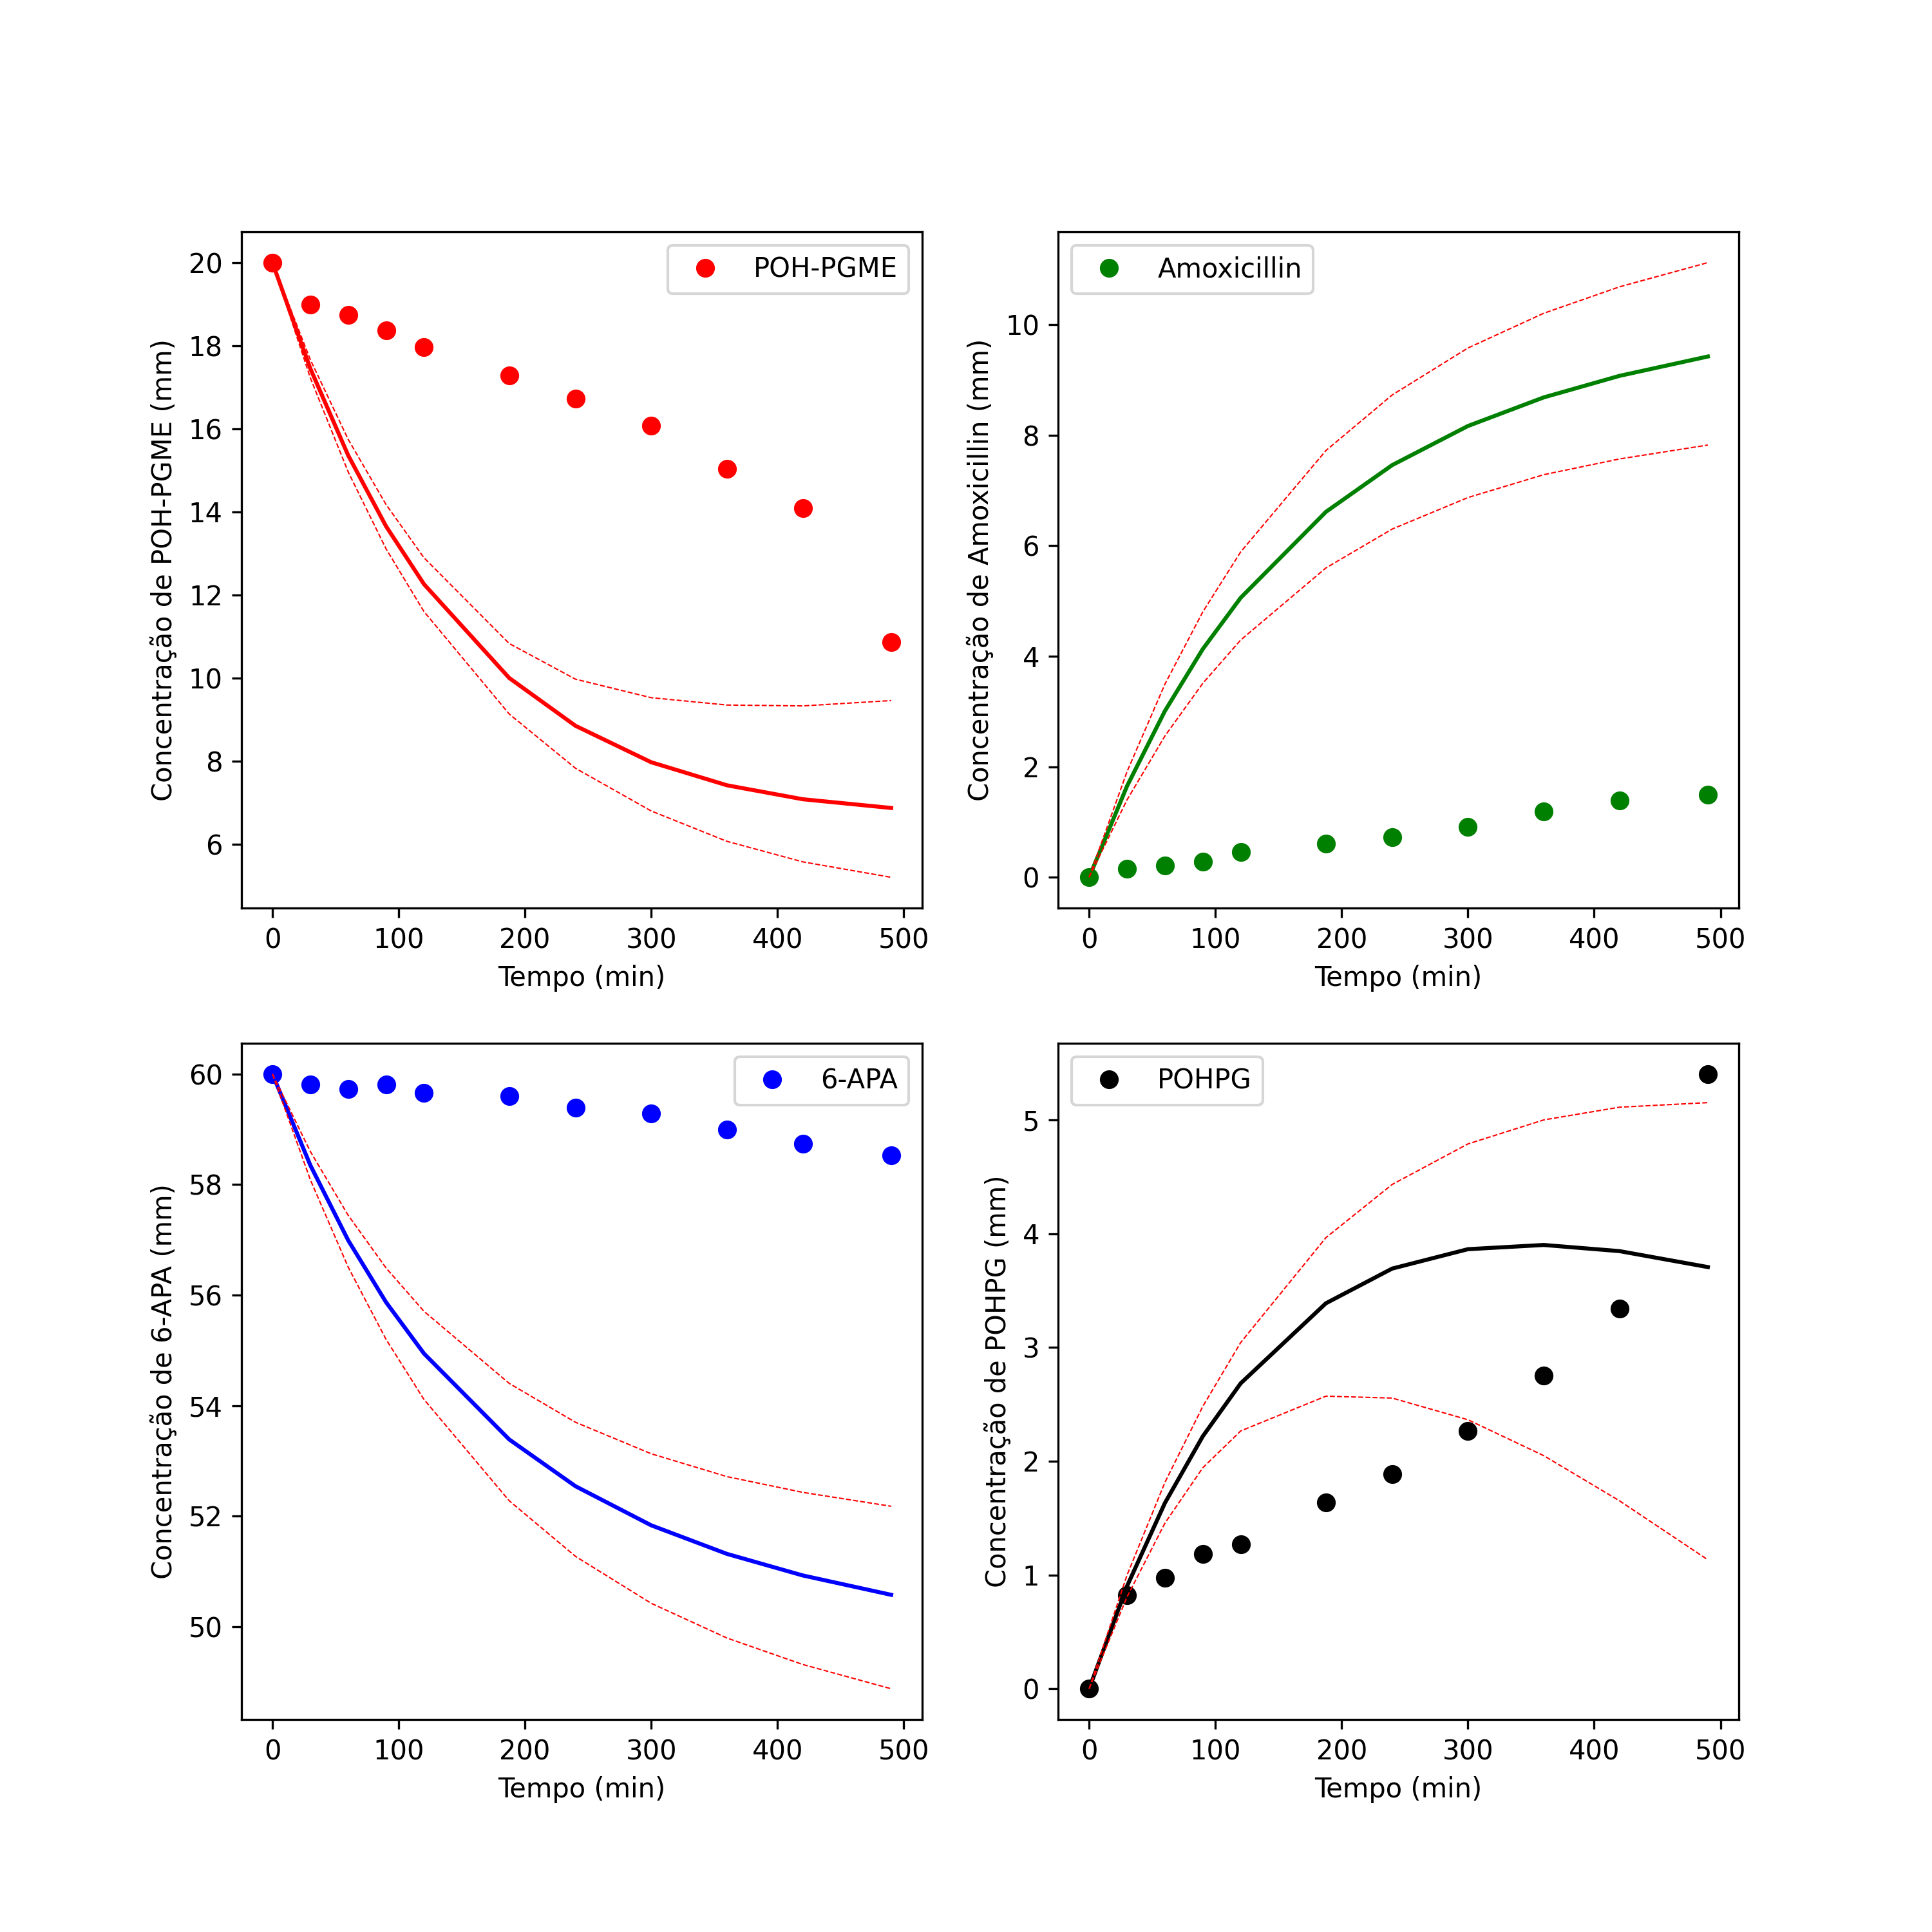 POH-PGME
Concentração de POH-PGME (mm)
20
18
16
14
12
10
8
6
0 100 200 300 400 500
Tempo (min)
Amoxicillin
Concentração de Amoxicillin (mm)
10
8
6
4
2
0
0 100 200 300 400 500
Tempo (min)
6-APA
Concentração de 6-APA (mm)
60
58
56
54
52
50
0 100 200 300 400 500
Tempo (min)
POHPG
Concentração de POHPG (mm)
5
4
3
2
1
0
0 100 200 300 400 500
Tempo (min)